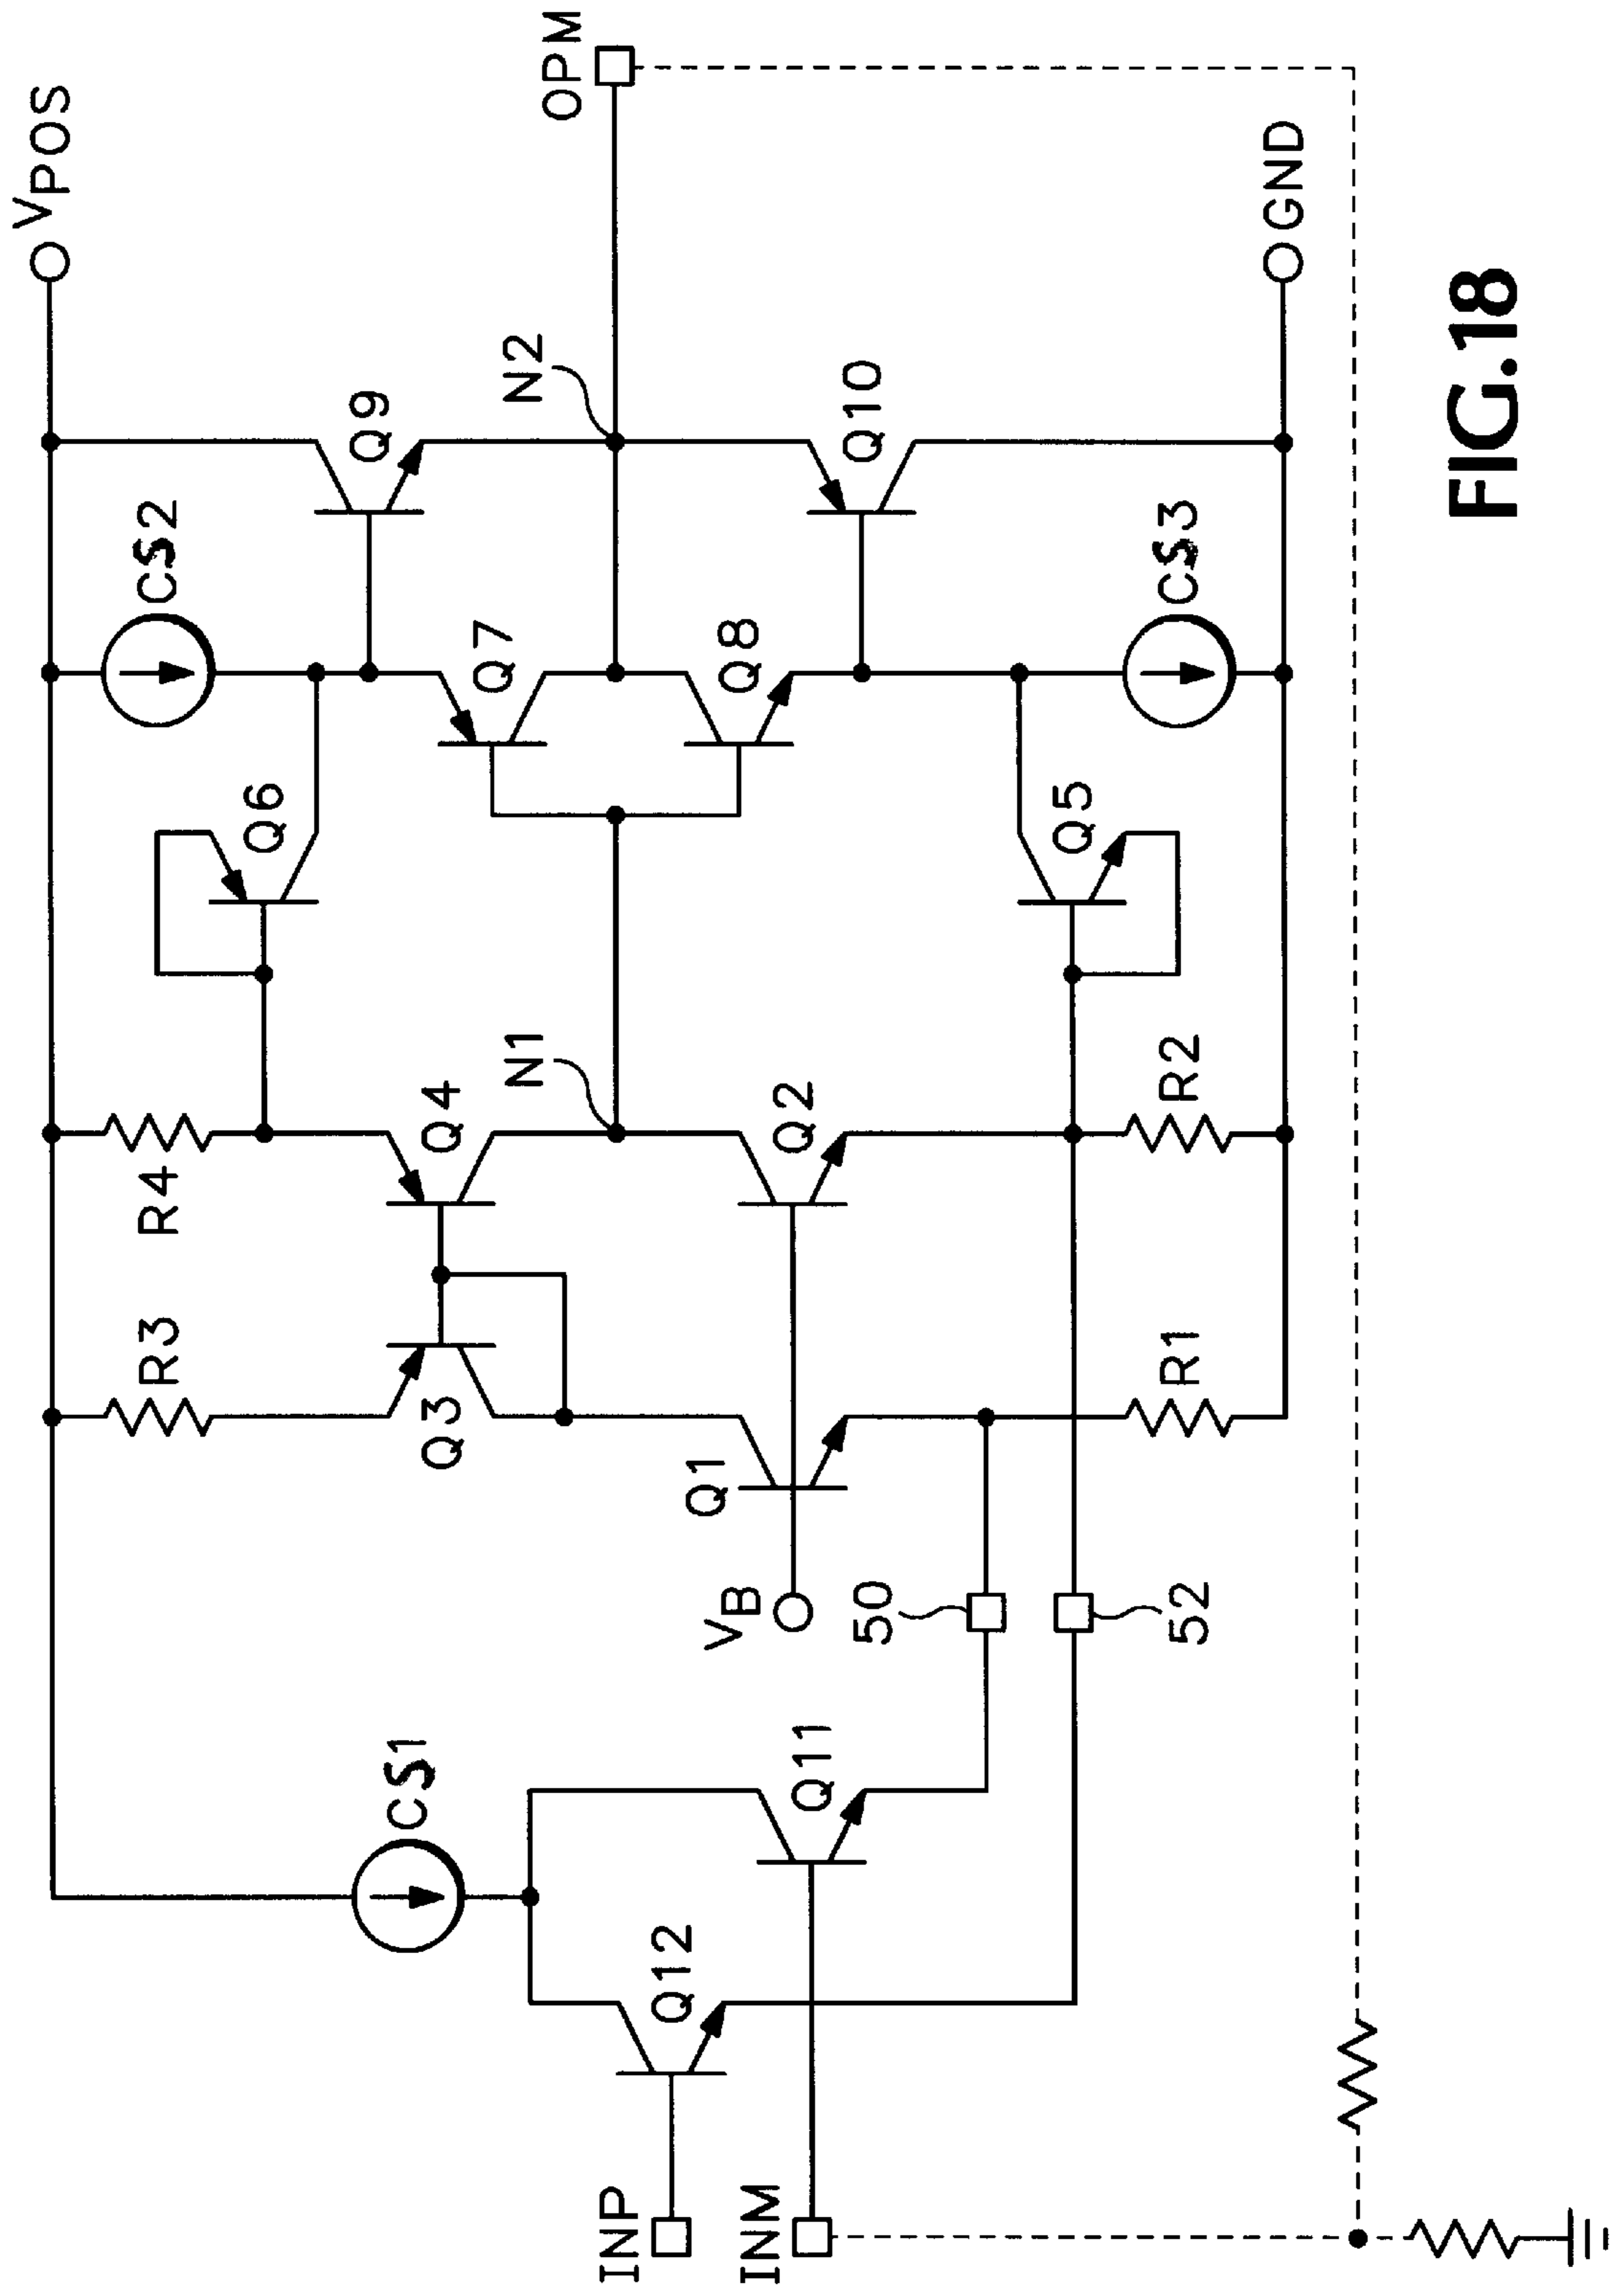 VPOS
OPM
GND
N2
Q9
Q10
CS2
CS3
Q7
Q8
Q6
Q5
N1
R4
Q4
Q2
R2
R3
Q3
Q1
R1
VB
50
52
CS1
Q11
Q12
INP
INM
FIG.18